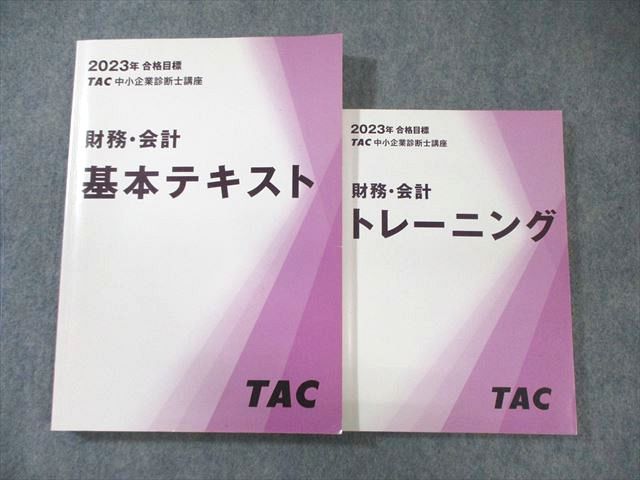 2023年 合格目標
TAC 中小企業診断士講座
財務・会計
基本テキスト
TAC
2023年 合格目標
TAC 中小企業診断士講座
財務・会計
トレーニング
TAC